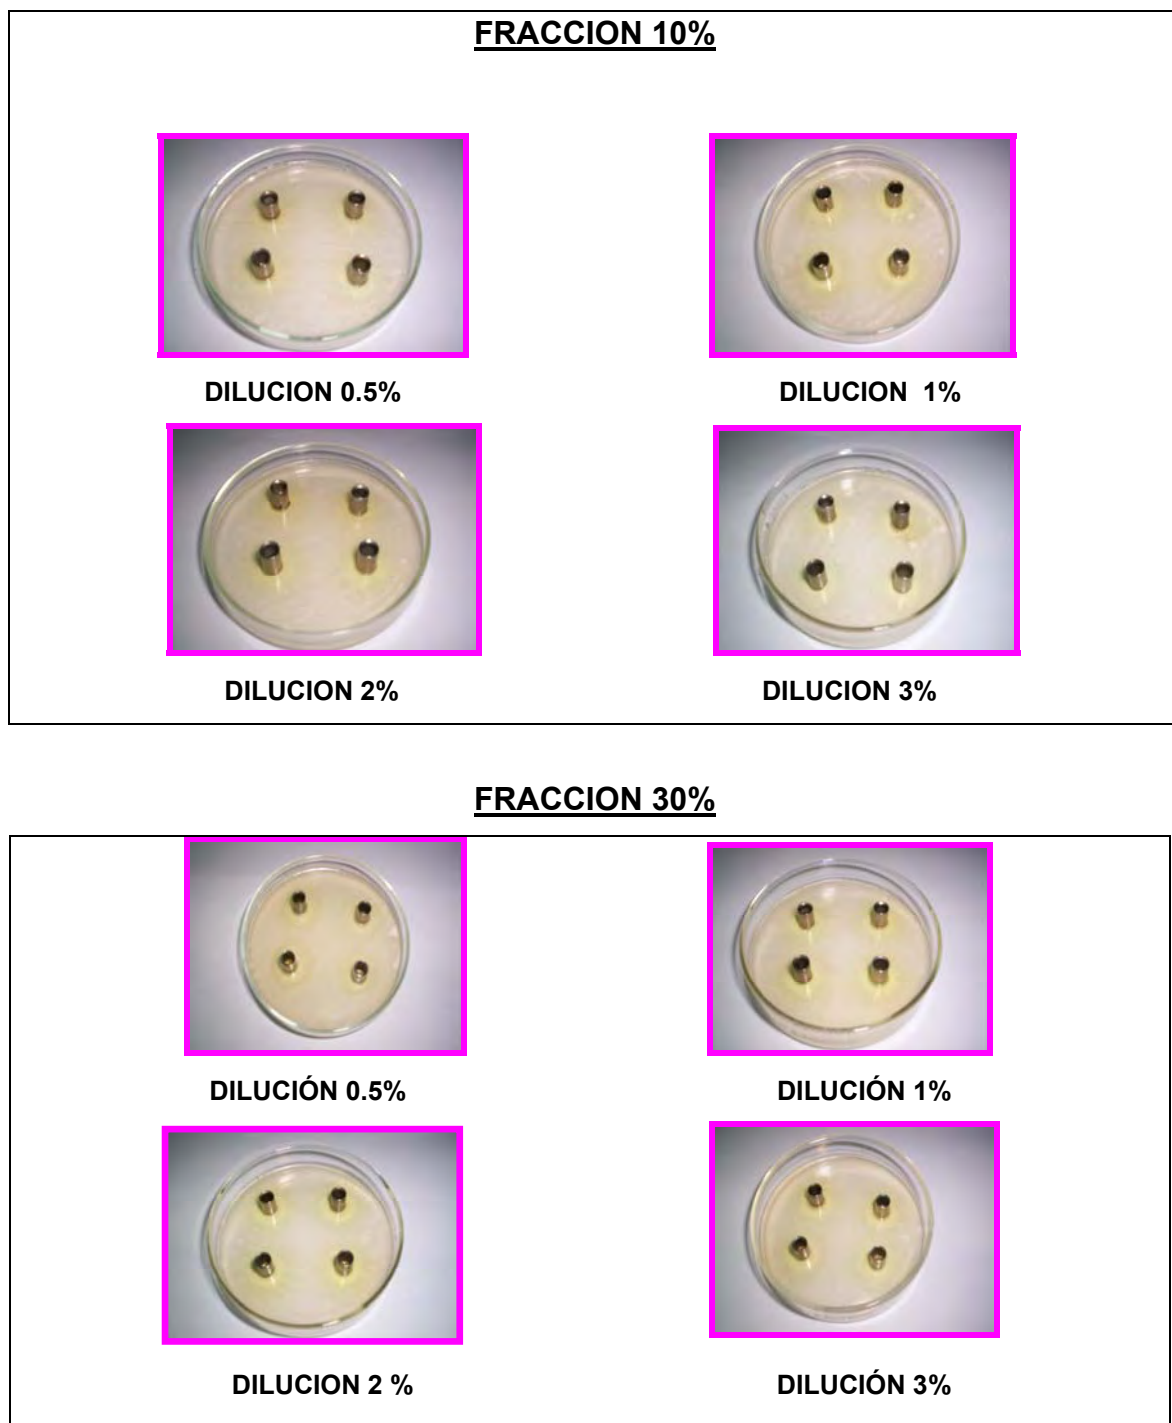 FRACCION 10%
DILUCION 0.5%
DILUCION 1%
DILUCION 2%
DILUCION 3%
FRACCION 30%
DILUCIÓN 0.5%
DILUCIÓN 1%
DILUCION 2 %
DILUCIÓN 3%